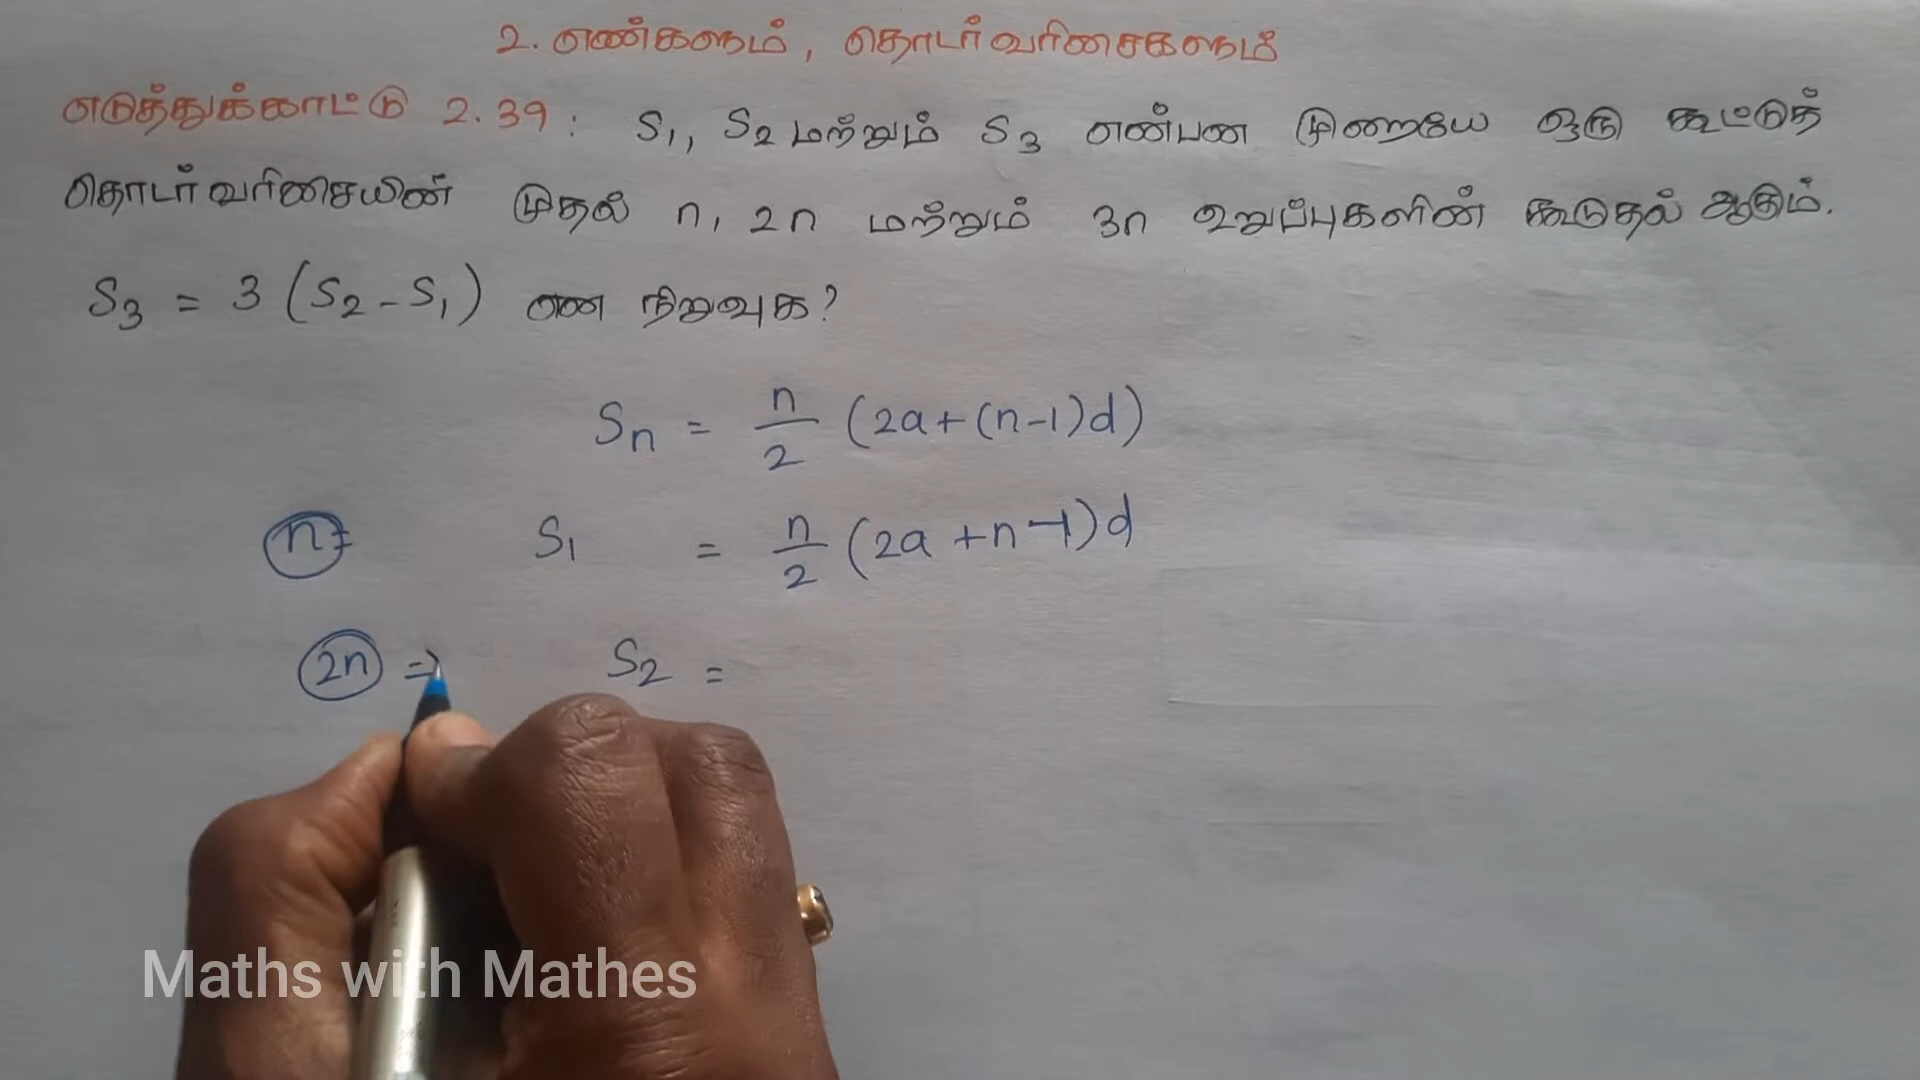 2. எண்களும், தொடர்வரிசைகளும்
எடுத்துக்காட்டு 2.39: S₁, S₂ மற்றும் S₃ என்பன முறையே ஒரு கூட்டுத்
தொடர்வரிசையின் முதல் n, 2n மற்றும் 3n உறுப்புகளின் கூடுதல் ஆகும்.
S₃ = 3 (S₂ - S₁) என நிறுவுக?
Sₙ = n/2 (2a+(n-1)d)
n = S₁ = n/2 (2a+n-1)d
2n ⇒ S₂ =
Maths with Mathes